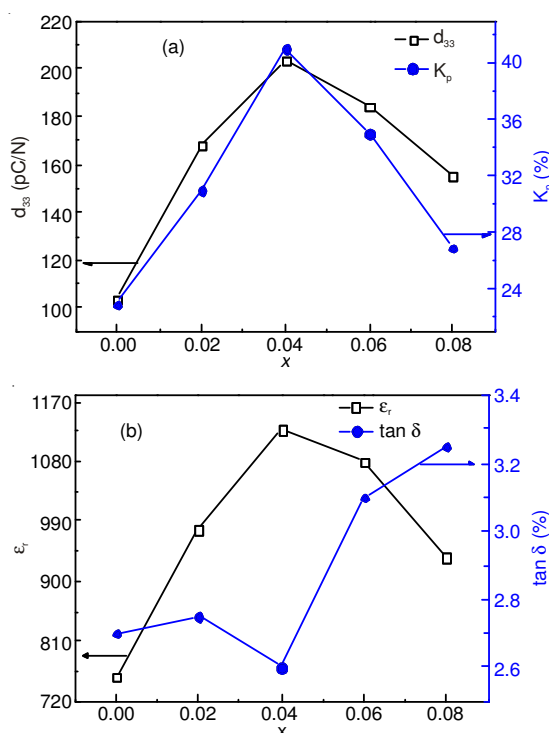 (a)
d33
Kp
220
200
180
160
140
120
100
d33 (pC/N)
40
36
32
28
24
Kp (%)
0.00 0.02 0.04 0.06 0.08
x
(b)
εr
tan δ
1170
1080
990
900
810
720
εr
3.4
3.2
3.0
2.8
2.6
tan δ (%)
0.00 0.02 0.04 0.06 0.08
x